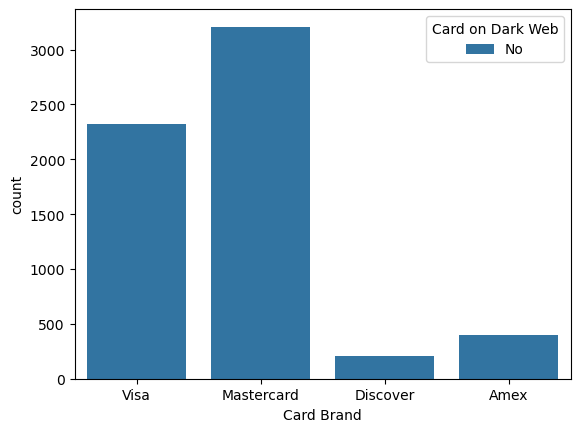 Card on Dark Web
No
3000
2500
2000
1500
1000
500
0
count
Visa Mastercard Discover Amex
Card Brand